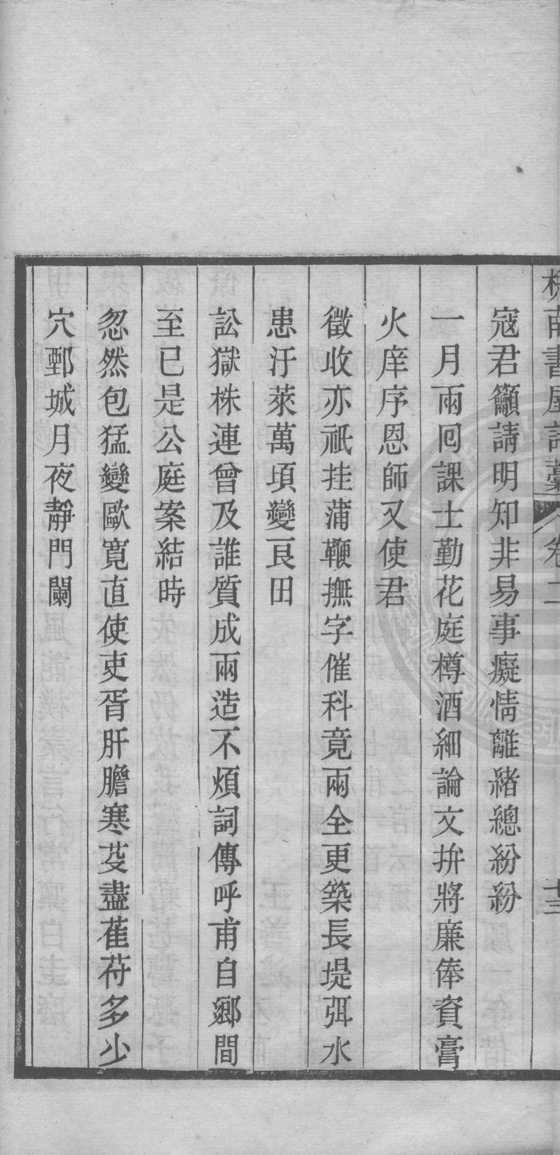 南書屋詩
卷二
十三
寇君籲請明知非易事癡情離緒總紛紛
一月兩囘課士勤花庭樽酒細論文拚將廉俸資膏
火庠序恩師又使君
徵收亦祇挂蒲鞭撫字催科竟兩全更築長堤弭水
患汙萊萬頃變良田
訟獄株連曾及誰質成兩造不煩詞傳呼甫自鄉間
至已是公庭案結時
忽然包猛變歐寬直使吏胥肝膽寒芟盡萑苻多少
穴鄄城月夜靜門闌